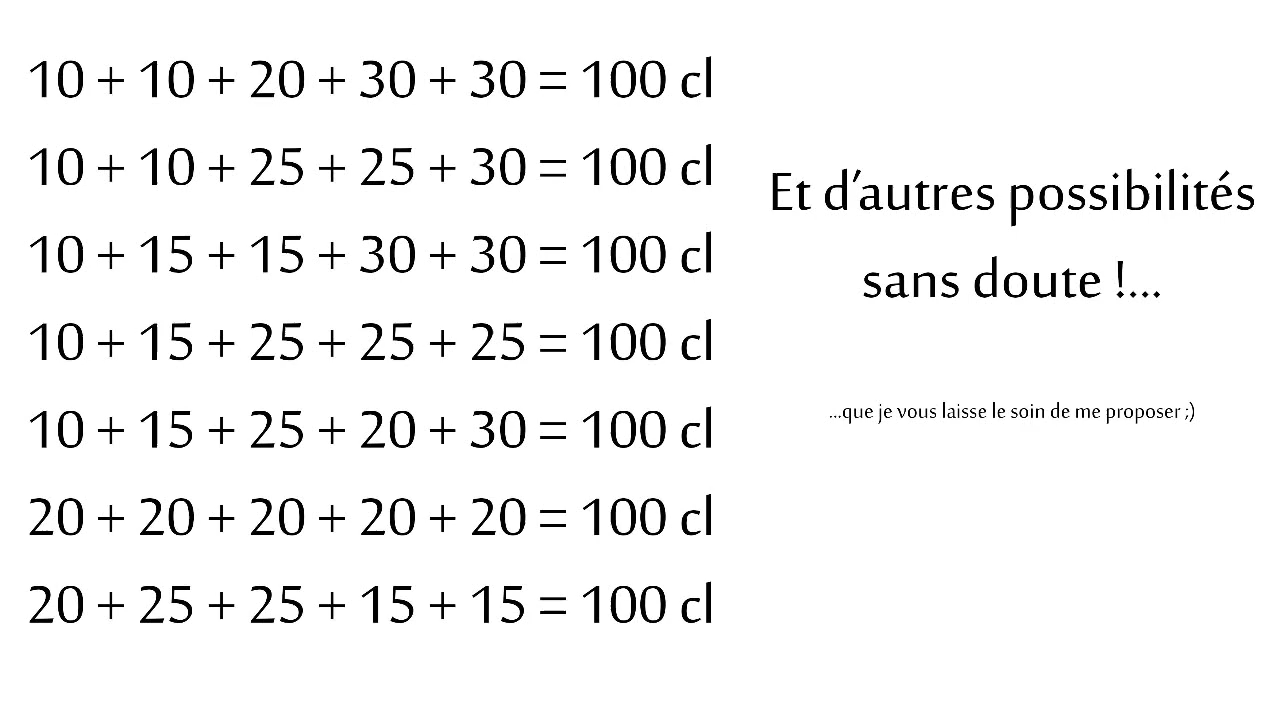 10 + 10 + 20 + 30 + 30 = 100 cl
10 + 10 + 25 + 25 + 30 = 100 cl
10 + 15 + 15 + 30 + 30 = 100 cl
10 + 15 + 25 + 25 + 25 = 100 cl
10 + 15 + 25 + 20 + 30 = 100 cl
20 + 20 + 20 + 20 + 20 = 100 cl
20 + 25 + 25 + 15 + 15 = 100 cl
Et d’autres possibilités
sans doute !...
...que je vous laisse le soin de me proposer ;)